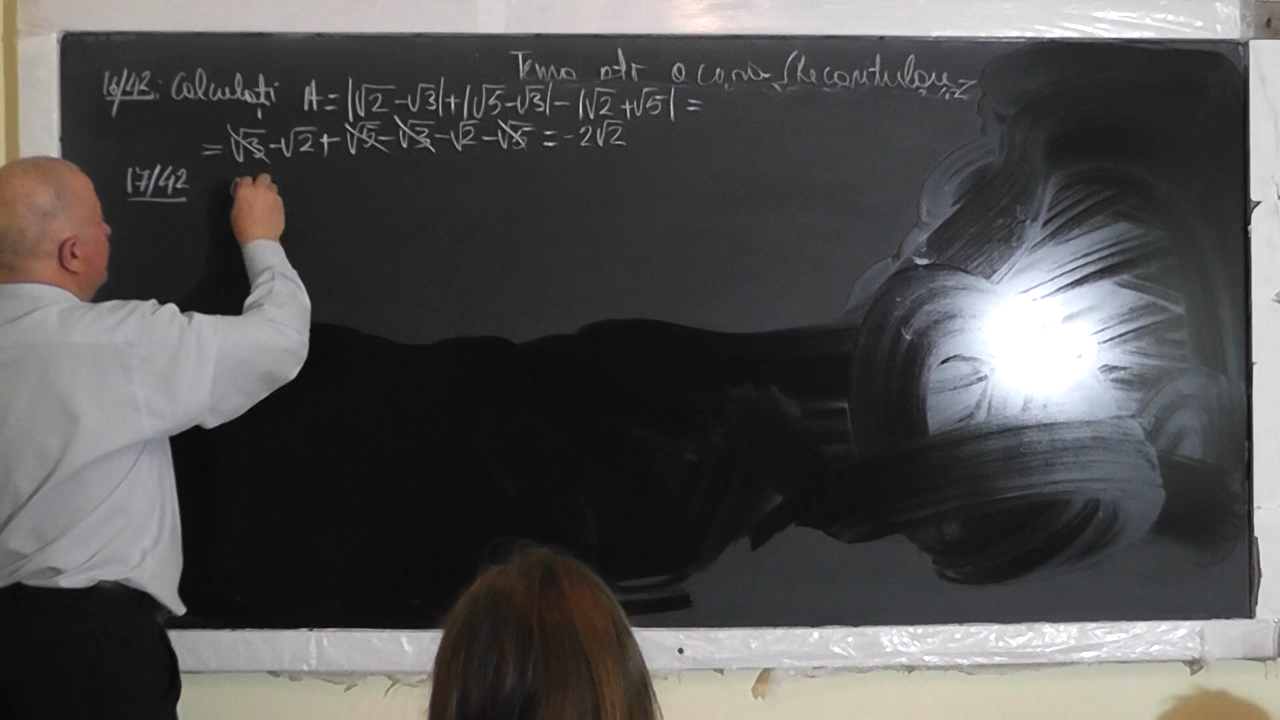 Tema ptr acasă (Recapitulare)
16/42: Calculați A = |√2 - √3| + |√5 - √3| - |√2 + √5| =
= √3 - √2 + √5 - √3 - √2 - √5 = -2√2
17/42